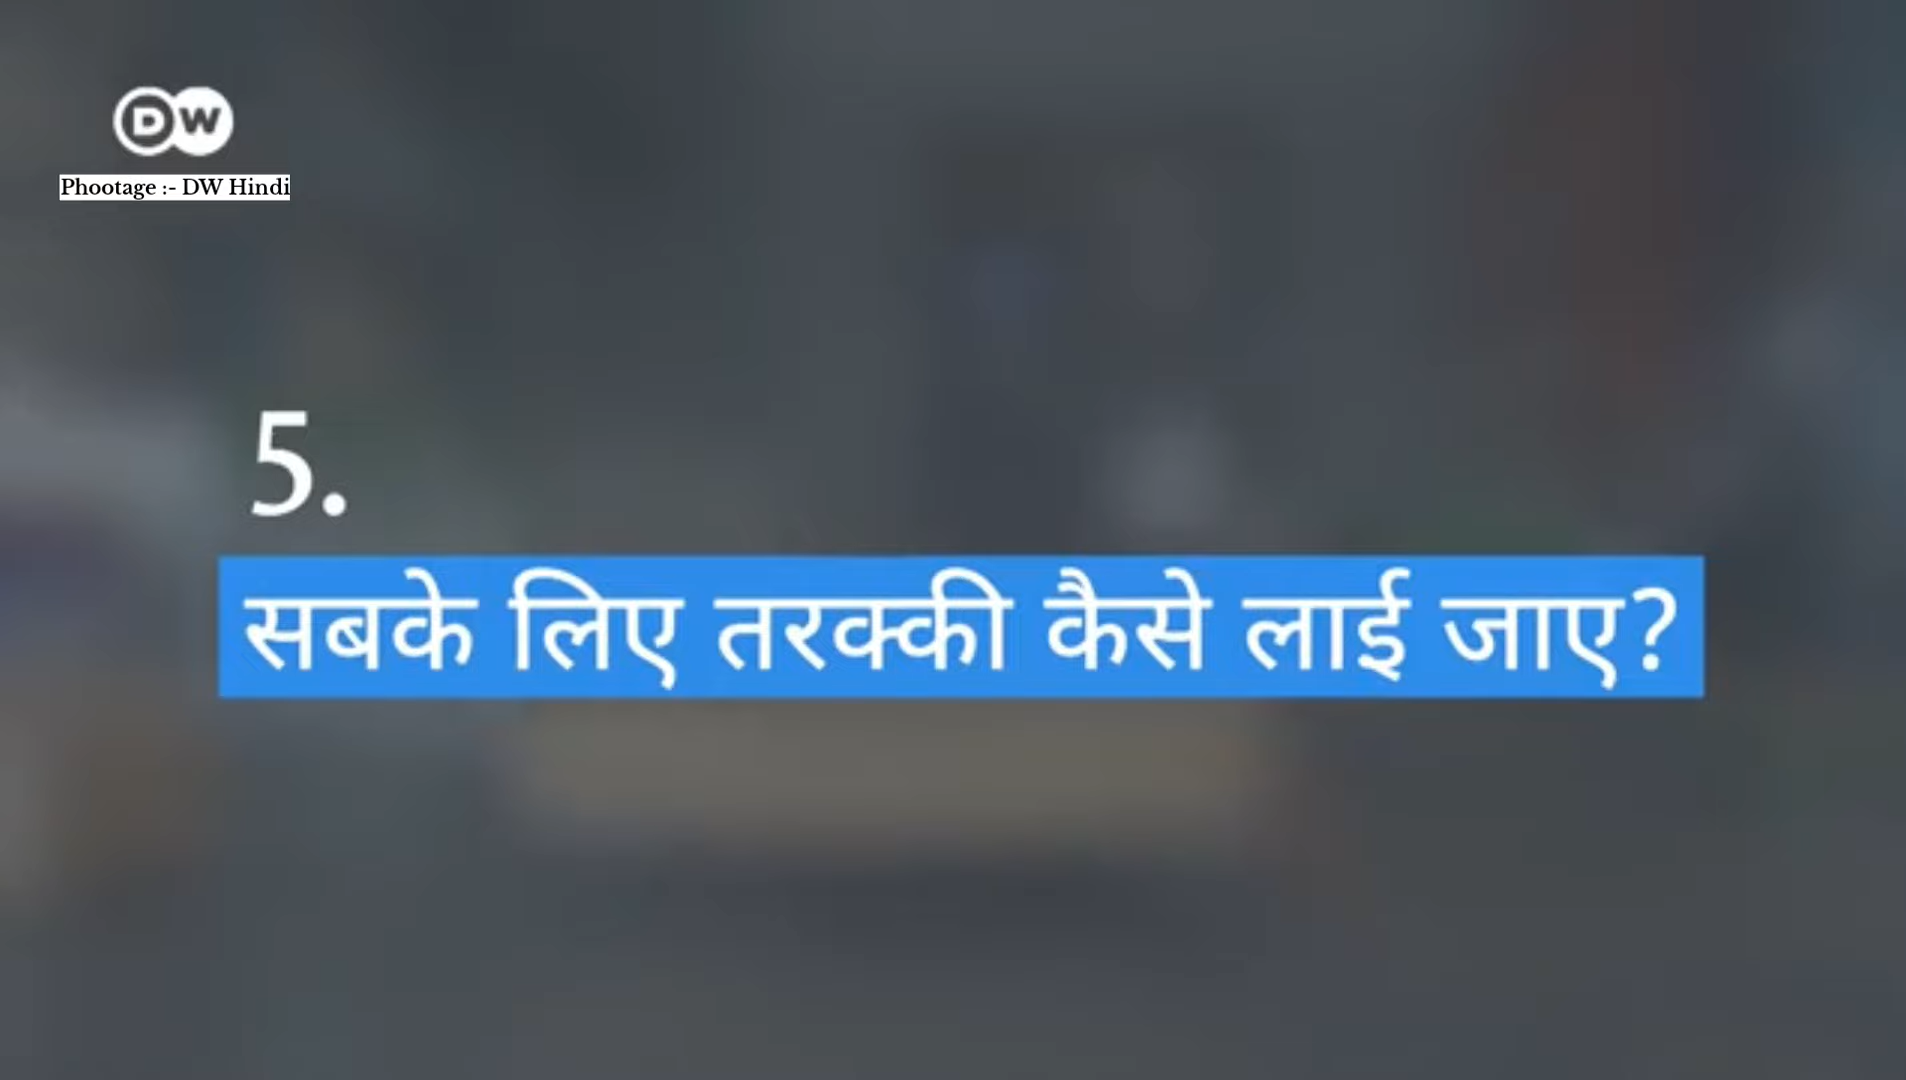 DW
Phootage :- DW Hindi
5.
सबके लिए तरक्की कैसे लाई जाए?